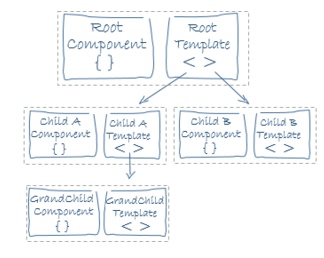 Root
Component
{ }
Root
Template
< >
Child A
Component
{ }
Child A
Template
< >
Child B
Component
{ }
Child B
Template
< >
GrandChild
Component
{ }
GrandChild
Template
< >